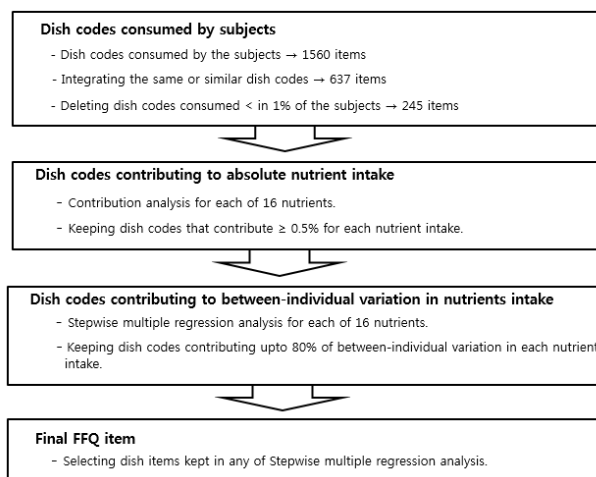 Dish codes consumed by subjects
- Dish codes consumed by the subjects → 1560 items
- Integrating the same or similar dish codes → 637 items
- Deleting dish codes consumed < in 1% of the subjects → 245 items
Dish codes contributing to absolute nutrient intake
- Contribution analysis for each of 16 nutrients.
- Keeping dish codes that contribute ≥ 0.5% for each nutrient intake.
Dish codes contributing to between-individual variation in nutrients intake
- Stepwise multiple regression analysis for each of 16 nutrients.
- Keeping dish codes contributing upto 80% of between-individual variation in each nutrient
intake.
Final FFQ item
- Selecting dish items kept in any of Stepwise multiple regression analysis.